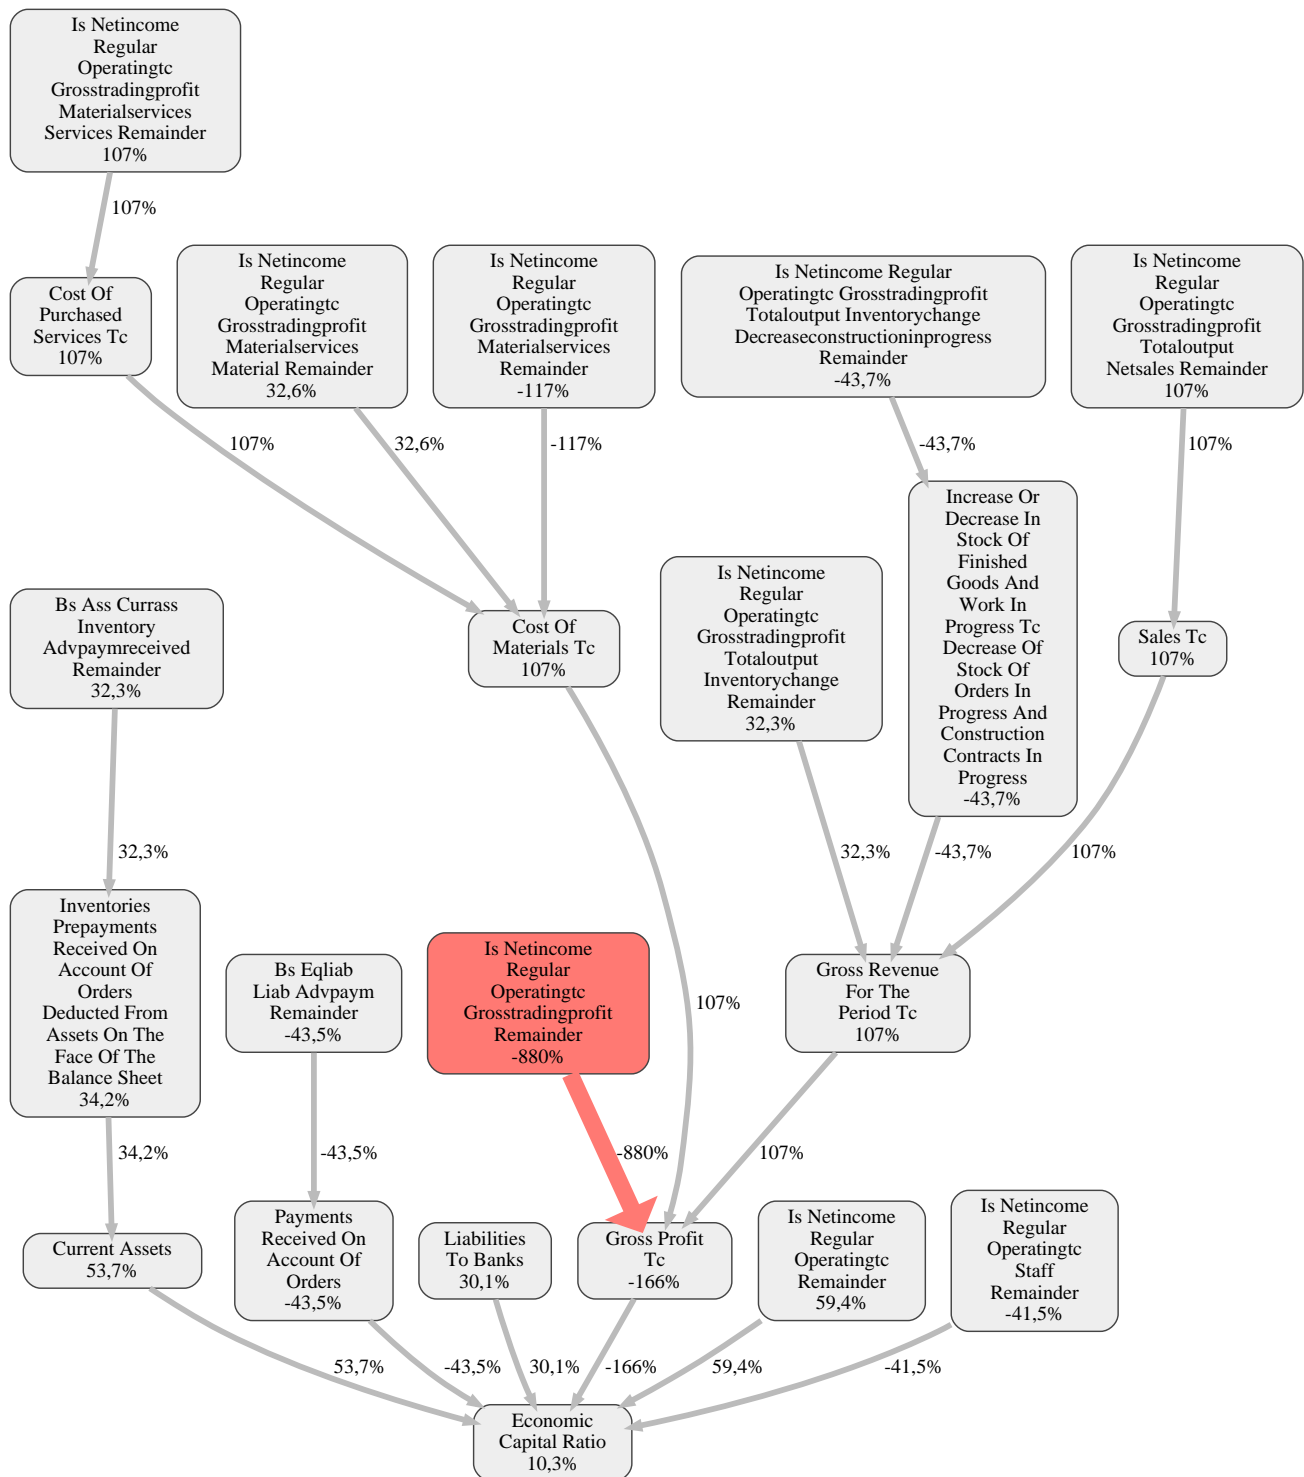 Is Netincome
Regular
Operatingtc
Grosstradingprofit
Materialservices
Services Remainder
107%
107%
Cost Of
Purchased
Services Tc
107%
Is Netincome
Regular
Operatingtc
Grosstradingprofit
Materialservices
Material Remainder
32,6%
Is Netincome
Regular
Operatingtc
Grosstradingprofit
Materialservices
Remainder
-117%
Is Netincome Regular
Operatingtc Grosstradingprofit
Totaloutput Inventorychange
Decreaseconstructioninprogress
Remainder
-43,7%
Is Netincome
Regular
Operatingtc
Grosstradingprofit
Totaloutput
Netsales Remainder
107%
107%
32,6%
-117%
-43,7%
107%
Increase Or
Decrease In
Stock Of
Finished
Goods And
Work In
Progress Tc
Decrease Of
Stock Of
Orders In
Progress And
Construction
Contracts In
Progress
-43,7%
Is Netincome
Regular
Operatingtc
Grosstradingprofit
Totaloutput
Inventorychange
Remainder
32,3%
Bs Ass Currass
Inventory
Advpaymreceived
Remainder
32,3%
Cost Of
Materials Tc
107%
Sales Tc
107%
32,3%
32,3%
-43,7%
107%
Inventories
Prepayments
Received On
Account Of
Orders
Deducted From
Assets On The
Face Of The
Balance Sheet
34,2%
Bs Eqliab
Liab Advpaym
Remainder
-43,5%
Is Netincome
Regular
Operatingtc
Grosstradingprofit
Remainder
-880%
107%
Gross Revenue
For The
Period Tc
107%
34,2%
-43,5%
-880%
107%
Current Assets
53,7%
Payments
Received On
Account Of
Orders
-43,5%
Liabilities
To Banks
30,1%
Gross Profit
Tc
-166%
Is Netincome
Regular
Operatingtc
Remainder
59,4%
Is Netincome
Regular
Operatingtc
Staff
Remainder
-41,5%
53,7%
-43,5%
30,1%
-166%
59,4%
-41,5%
Economic
Capital Ratio
10,3%